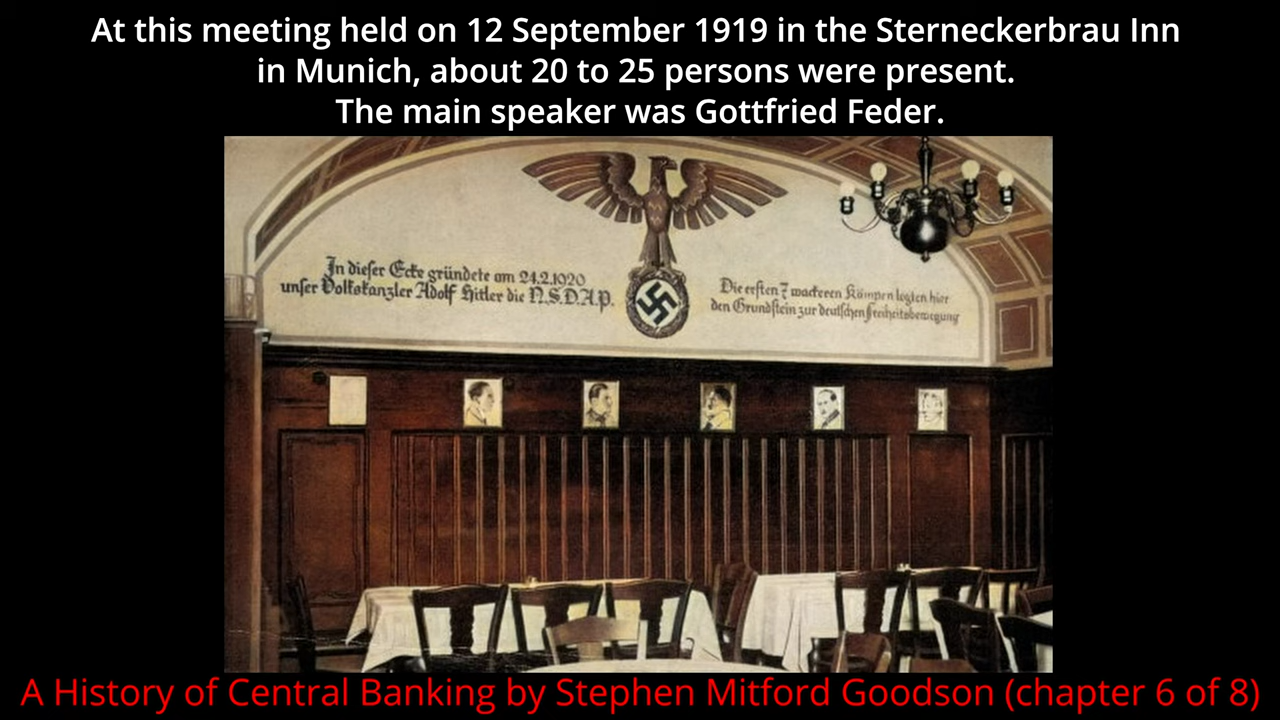 At this meeting held on 12 September 1919 in the Sterneckerbrau Inn
in Munich, about 20 to 25 persons were present.
The main speaker was Gottfried Feder.
In dieser Ecke gründete am 24.2.1920
unser Volkskanzler Adolf Hitler die N.S.D.A.P.
Die ersten 7 wackeren Kämpen legten hier
den Grundstein zur deutschen Freiheitsbewegung
A History of Central Banking by Stephen Mitford Goodson (chapter 6 of 8)